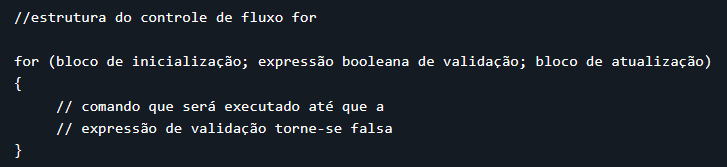 //estrutura do controle de fluxo for
for (bloco de inicialização; expressão booleana de validação; bloco de atualização)
{
// comando que será executado até que a
// expressão de validação torne-se falsa
}